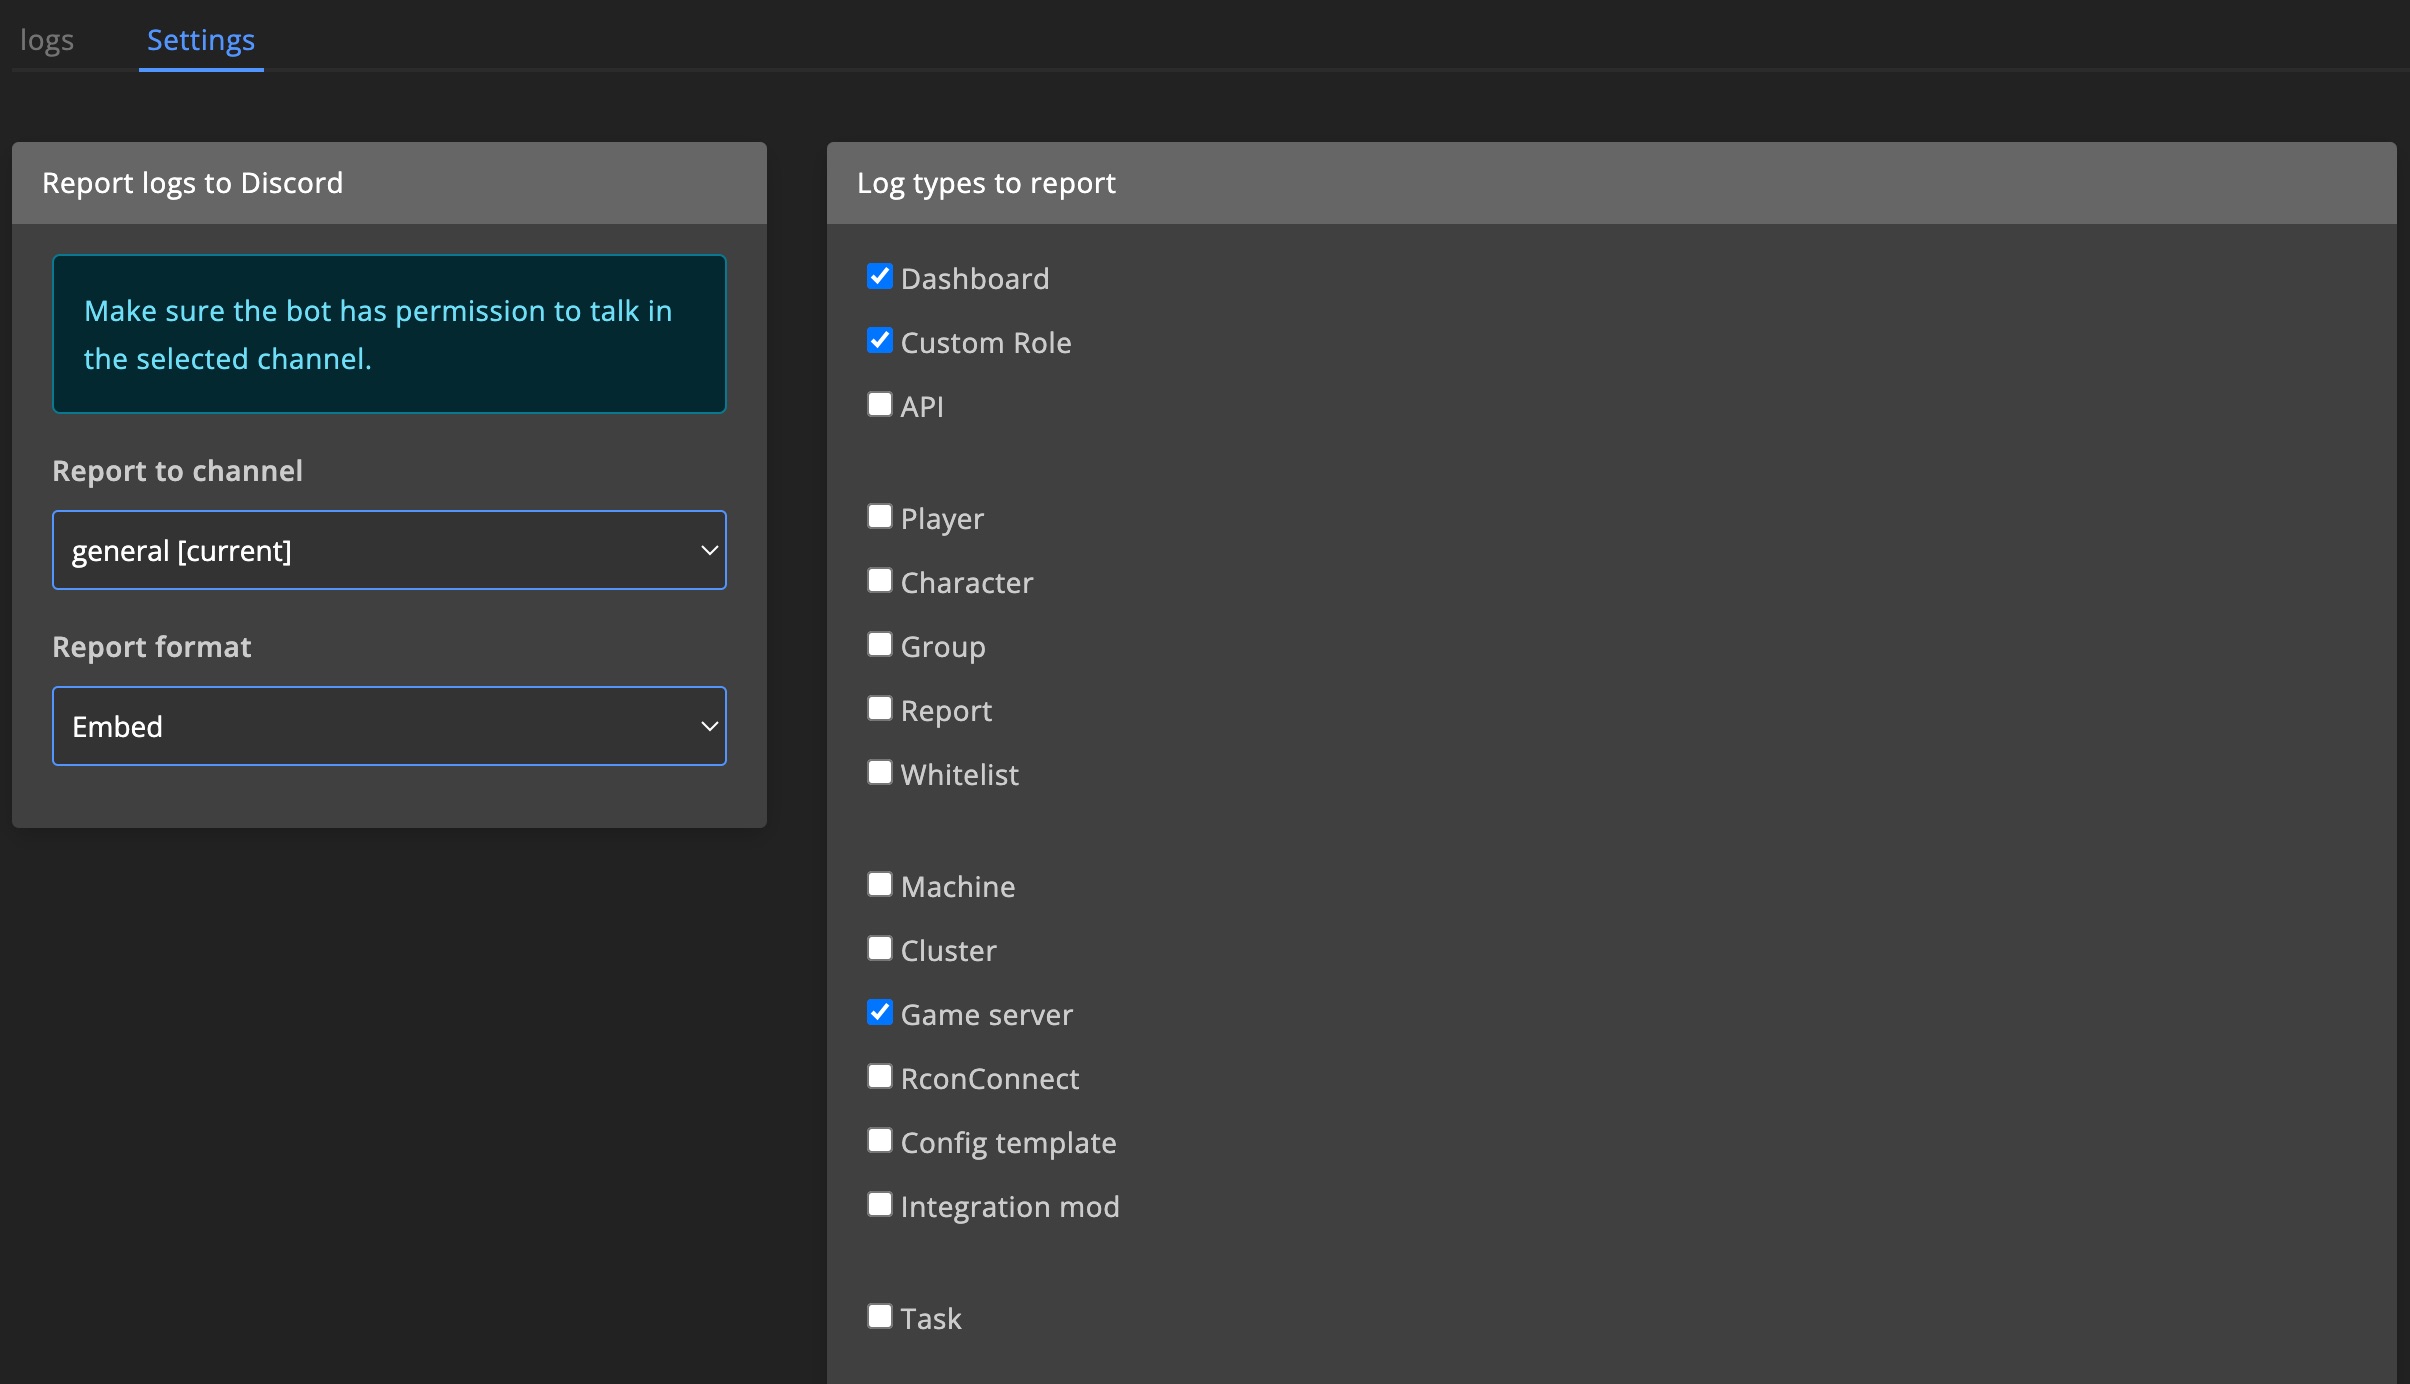 logs
Settings
Report logs to Discord
Make sure the bot has permission to talk in
the selected channel.
Report to channel
general [current]
Report format
Embed
Log types to report
Dashboard
Custom Role
API
Player
Character
Group
Report
Whitelist
Machine
Cluster
Game server
RconConnect
Config template
Integration mod
Task